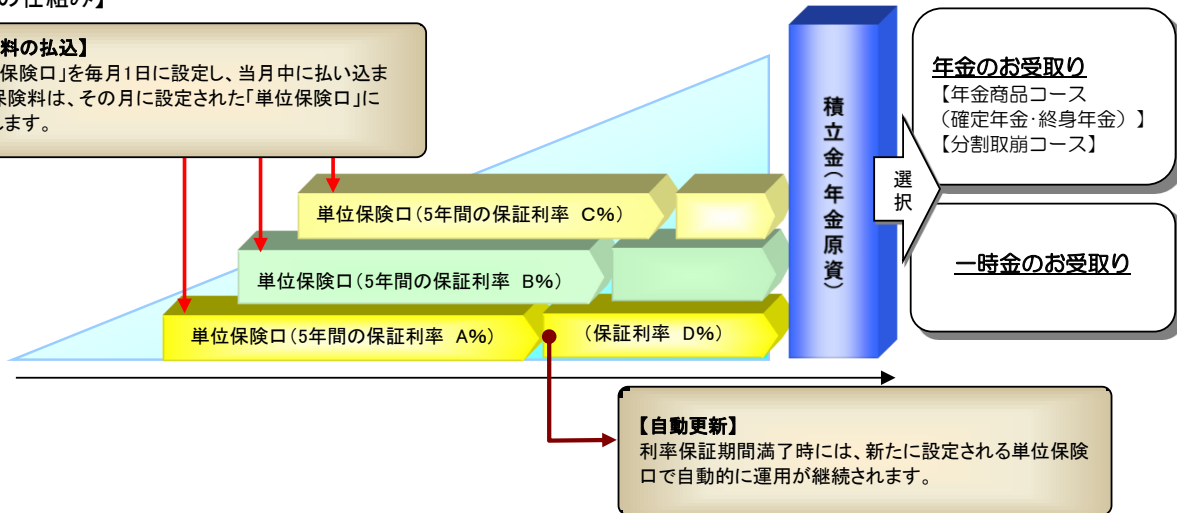 の仕組み】
料の払込】
保険口」を毎月1日に設定し、当月中に払い込ま
保険料は、その月に設定された「単位保険口」に
します。
単位保険口（5年間の保証利率 C%）
単位保険口（5年間の保証利率 B%）
単位保険口（5年間の保証利率 A%）
（保証利率 D%）
積立金（年金原資）
選択
年金のお受取り
【年金商品コース
（確定年金・終身年金）】
【分割取崩コース】
一時金のお受取り
【自動更新】
利率保証期間満了時には、新たに設定される単位保険
口で自動的に運用が継続されます。